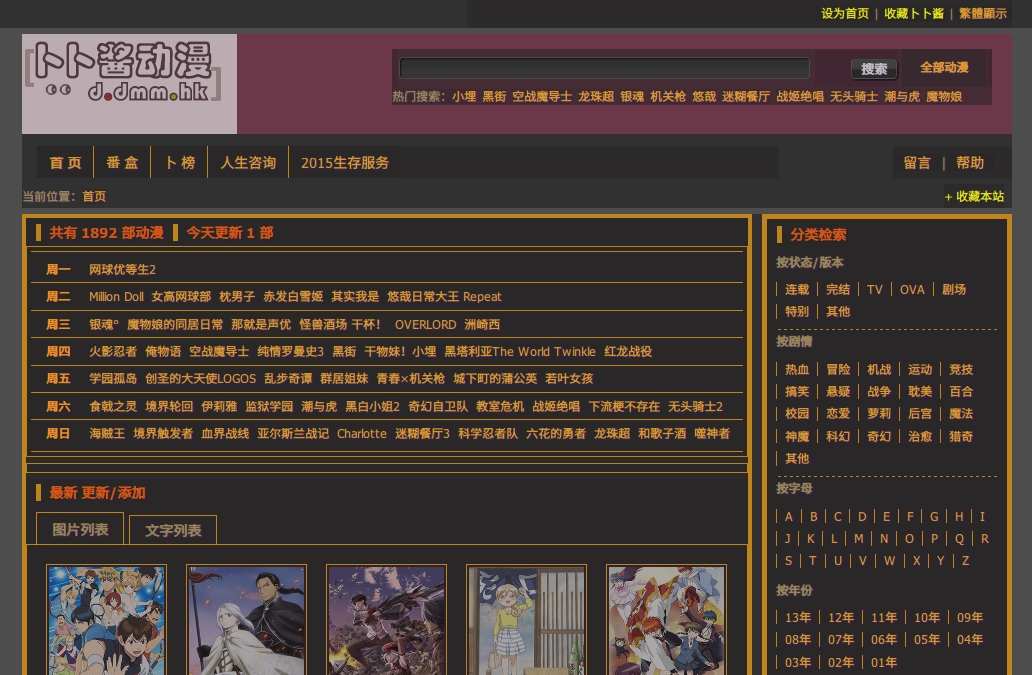 设为首页 | 收藏卜卜酱 | 繁體顯示
卜卜酱动漫
d.dmm.hk
搜索 全部动漫
热门搜索: 小埋 黑街 空战魔导士 龙珠超 银魂 机关枪 悠哉 迷糊餐厅 战姬绝唱 无头骑士 潮与虎 魔物娘
首 页 番 盒 卜 榜 人生咨询 2015生存服务 留言 | 帮助
当前位置: 首页 + 收藏本站
共有 1892 部动漫 今天更新 1 部
周一 网球优等生2
周二 Million Doll 女高网球部 枕男子 赤发白雪姬 其实我是 悠哉日常大王 Repeat
周三 银魂° 魔物娘的同居日常 那就是声优 怪兽酒场 干杯! OVERLORD 洲崎西
周四 火影忍者 俺物语 空战魔导士 纯情罗曼史3 黑街 干物妹！小埋 黑塔利亚The World Twinkle 红龙战役
周五 学园孤岛 创圣的大天使LOGOS 乱步奇谭 群居姐妹 青春×机关枪 城下町的蒲公英 若叶女孩
周六 食戟之灵 境界轮回 伊莉雅 监狱学园 潮与虎 黑白小姐2 奇幻自卫队 教室危机 战姬绝唱 下流梗不存在 无头骑士2
周日 海贼王 境界触发者 血界战线 亚尔斯兰战记 Charlotte 迷糊餐厅3 科学忍者队 六花的勇者 龙珠超 和歌子酒 噬神者
最新 更新/添加
图片列表 文字列表
分类检索
按状态/版本
连载 完结 TV OVA 剧场
特别 其他
按剧情
热血 冒险 机战 运动 竞技
搞笑 悬疑 战争 耽美 百合
校园 恋爱 萝莉 后宫 魔法
神魔 科幻 奇幻 治愈 猎奇
其他
按字母
A B C D E F G H I
J K L M N O P Q R
S T U V W X Y Z
按年份
13年 12年 11年 10年 09年
08年 07年 06年 05年 04年
03年 02年 01年